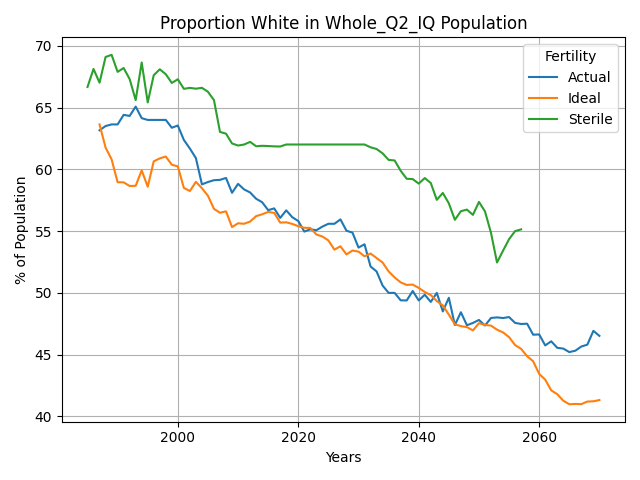 Proportion White in Whole_Q2_IQ Population
Fertility
Actual
Ideal
Sterile
% of Population
70
65
60
55
50
45
40
2000
2020
2040
2060
Years